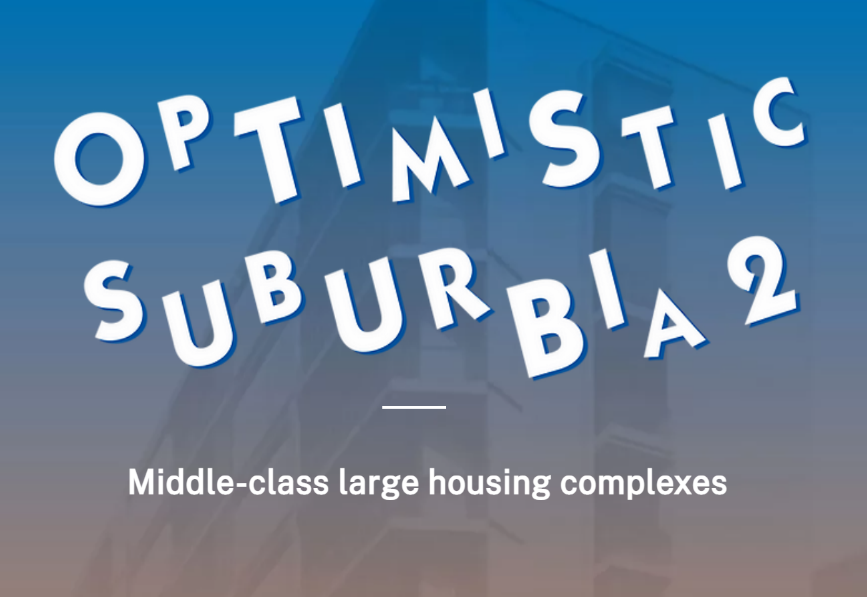 OPTIMISTIC
SUBURBIA 2
Middle-class large housing complexes